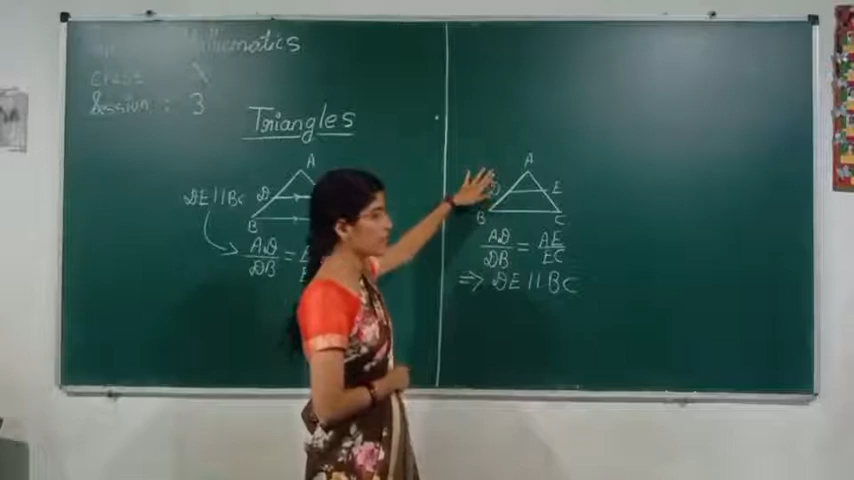 Mathematics
Class : X
Session : 3
Triangles
A
D
B
DE || BC
AD/DB =
A
D E
B C
AD/DB = AE/EC
⇒ DE || BC